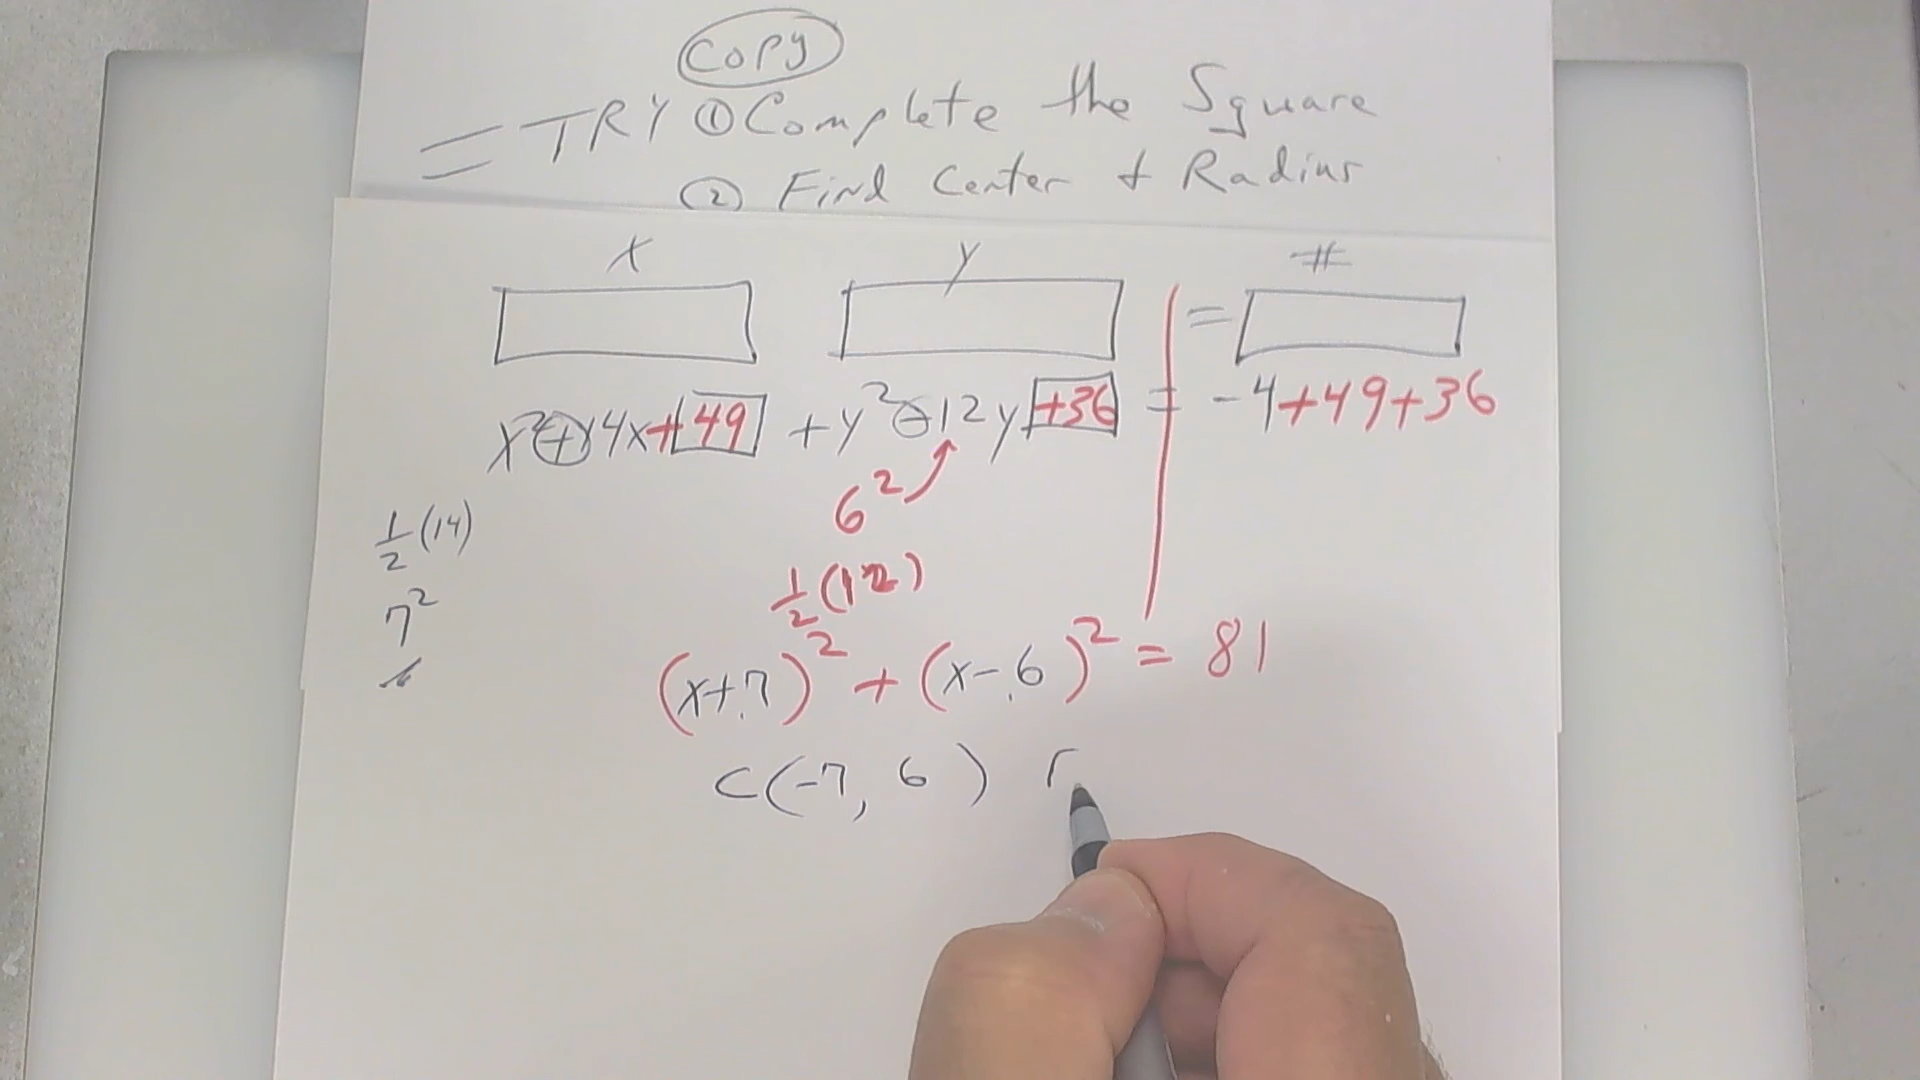 Copy
= TRY ① Complete the Square
② Find Center + Radius
x y #
=
x² + 14x + 49 + y² - 12y + 36 = -4 + 49 + 36
6²
½(14)
½(12)
7²
(x+7)² + (x-6)² = 81
C(-7, 6) r